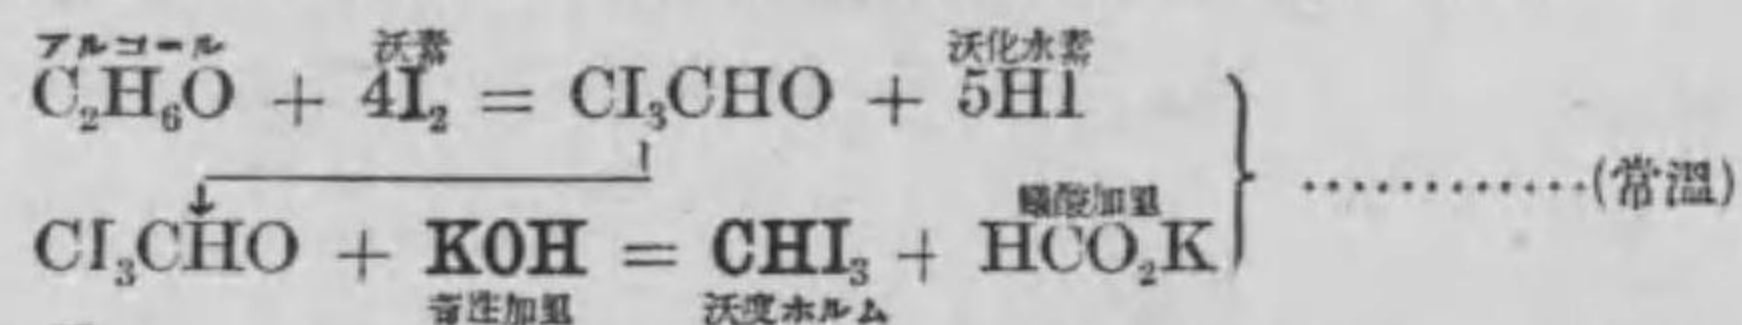 アルコール 沃素 沃化水素
C₂H₆O + 4I₂ = CI₃CHO + 5HI
…………(常溫)
蟻酸加里
CI₃CHO + KOH = CHI₃ + HCO₂K
苛性加里 沃度ホルム